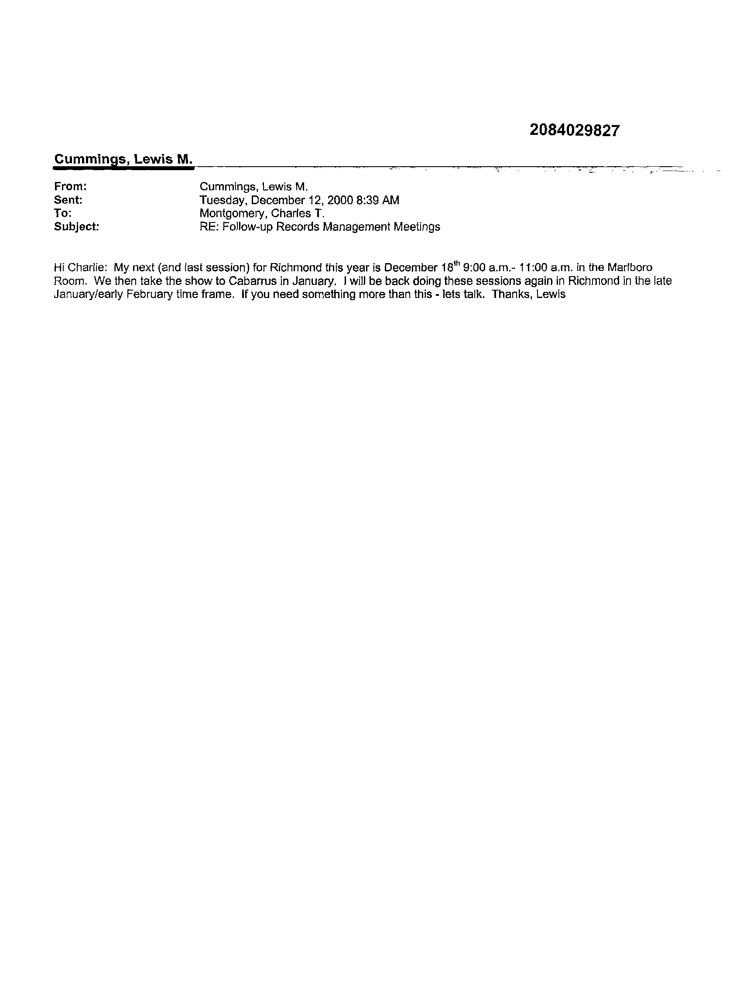 2084029827
Cummings, Lewis M.
From: Cummings, Lewis M.
Sent: Tuesday, December 12, 2000 8:39 AM
To: Montgomery, Charles T.
Subject: RE: Follow-up Records Management Meetings
Hi Charlie: My next (and last session) for Richmond this year is December 18th 9:00 a.m.- 11:00 a.m. in the Marlboro
Room. We then take the show to Cabarrus in January. I will be back doing these sessions again in Richmond in the late
January/early February time frame. If you need something more than this - lets talk. Thanks, Lewis